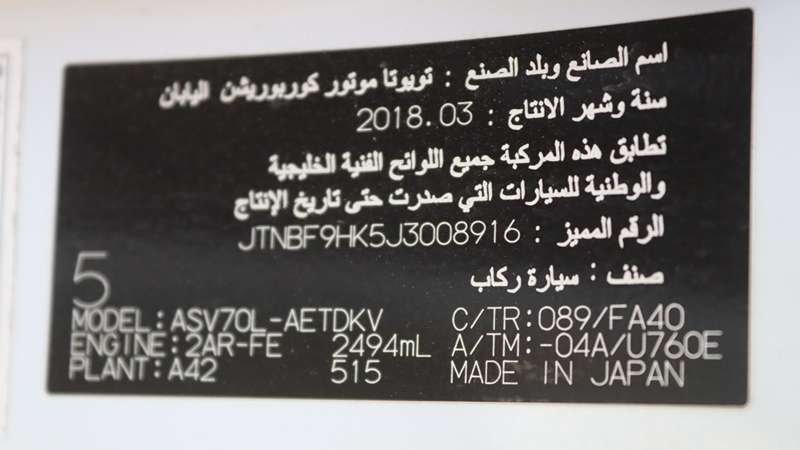 اسم الصانع وبلد الصنع : تويوتا موتور كوربوريشن اليابان
سنة وشهر الانتاج : 2018.03
تطابق هذه المركبة جميع اللوائح الفنية الخليجية
والوطنية للسيارات التي صدرت حتى تاريخ الإنتاج
الرقم المميز : JTNBF9HK5J3008916
صنف : سيارة ركاب
5
MODEL:ASV70L-AETDKV C/TR:089/FA40
ENGINE:2AR-FE 2494mL A/TM:-04A/U760E
PLANT:A42 515 MADE IN JAPAN